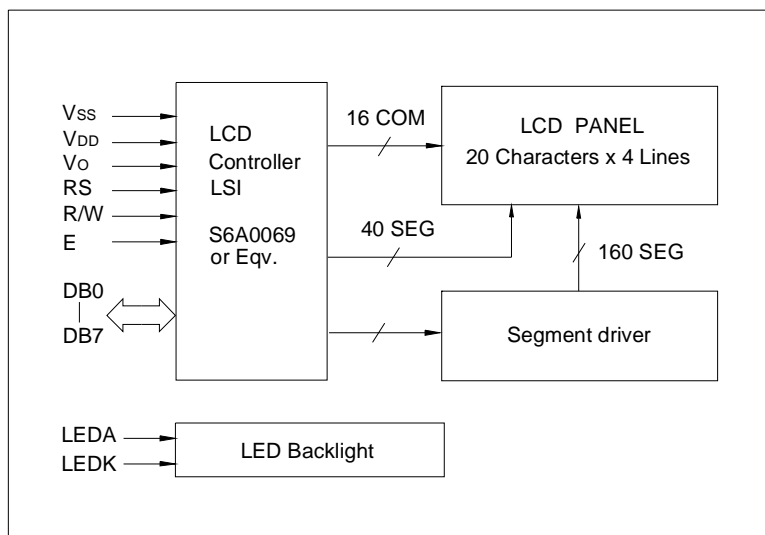 VSS
VDD
VO
RS
R/W
E
DB0
DB7
LCD
Controller
LSI
S6A0069
or Eqv.
16 COM
40 SEG
LCD PANEL
20 Characters x 4 Lines
160 SEG
Segment driver
LEDA
LEDK
LED Backlight